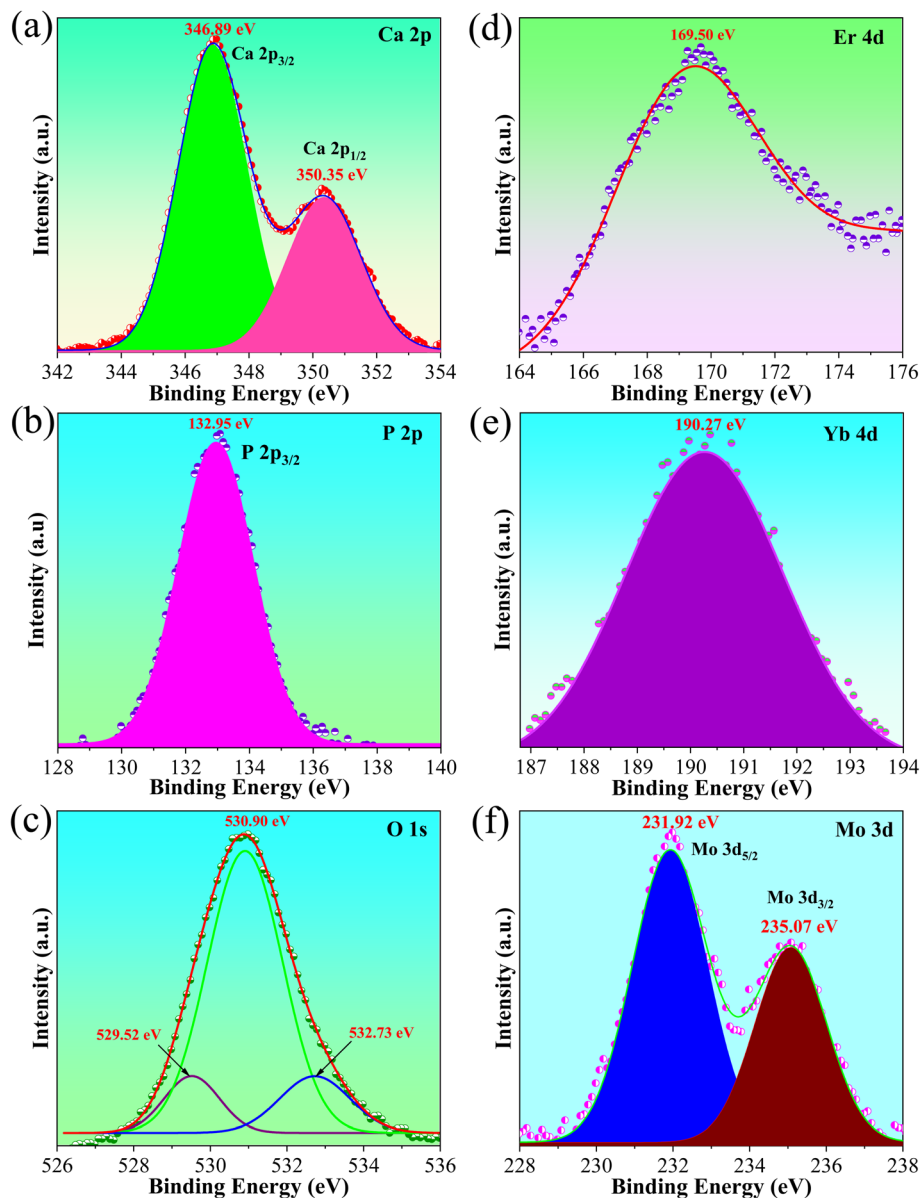 (a)
346.89 eV
Ca 2p
Ca 2p3/2
Ca 2p1/2
350.35 eV
Intensity (a.u.)
342 344 346 348 350 352 354
Binding Energy (eV)
(d)
169.50 eV
Er 4d
Intensity (a.u.)
164 166 168 170 172 174 176
Binding Energy (eV)
(b)
132.95 eV
P 2p
P 2p3/2
Intensity (a.u)
128 130 132 134 136 138 140
Binding Energy (eV)
(e)
190.27 eV
Yb 4d
Intensity (a.u.)
187 188 189 190 191 192 193 194
Binding Energy (eV)
(c)
530.90 eV
O 1s
529.52 eV
532.73 eV
Intensity (a.u.)
526 528 530 532 534 536
Binding Energy (eV)
(f)
231.92 eV
Mo 3d
Mo 3d5/2
Mo 3d3/2
235.07 eV
Intensity (a.u.)
228 230 232 234 236 238
Binding Energy (eV)